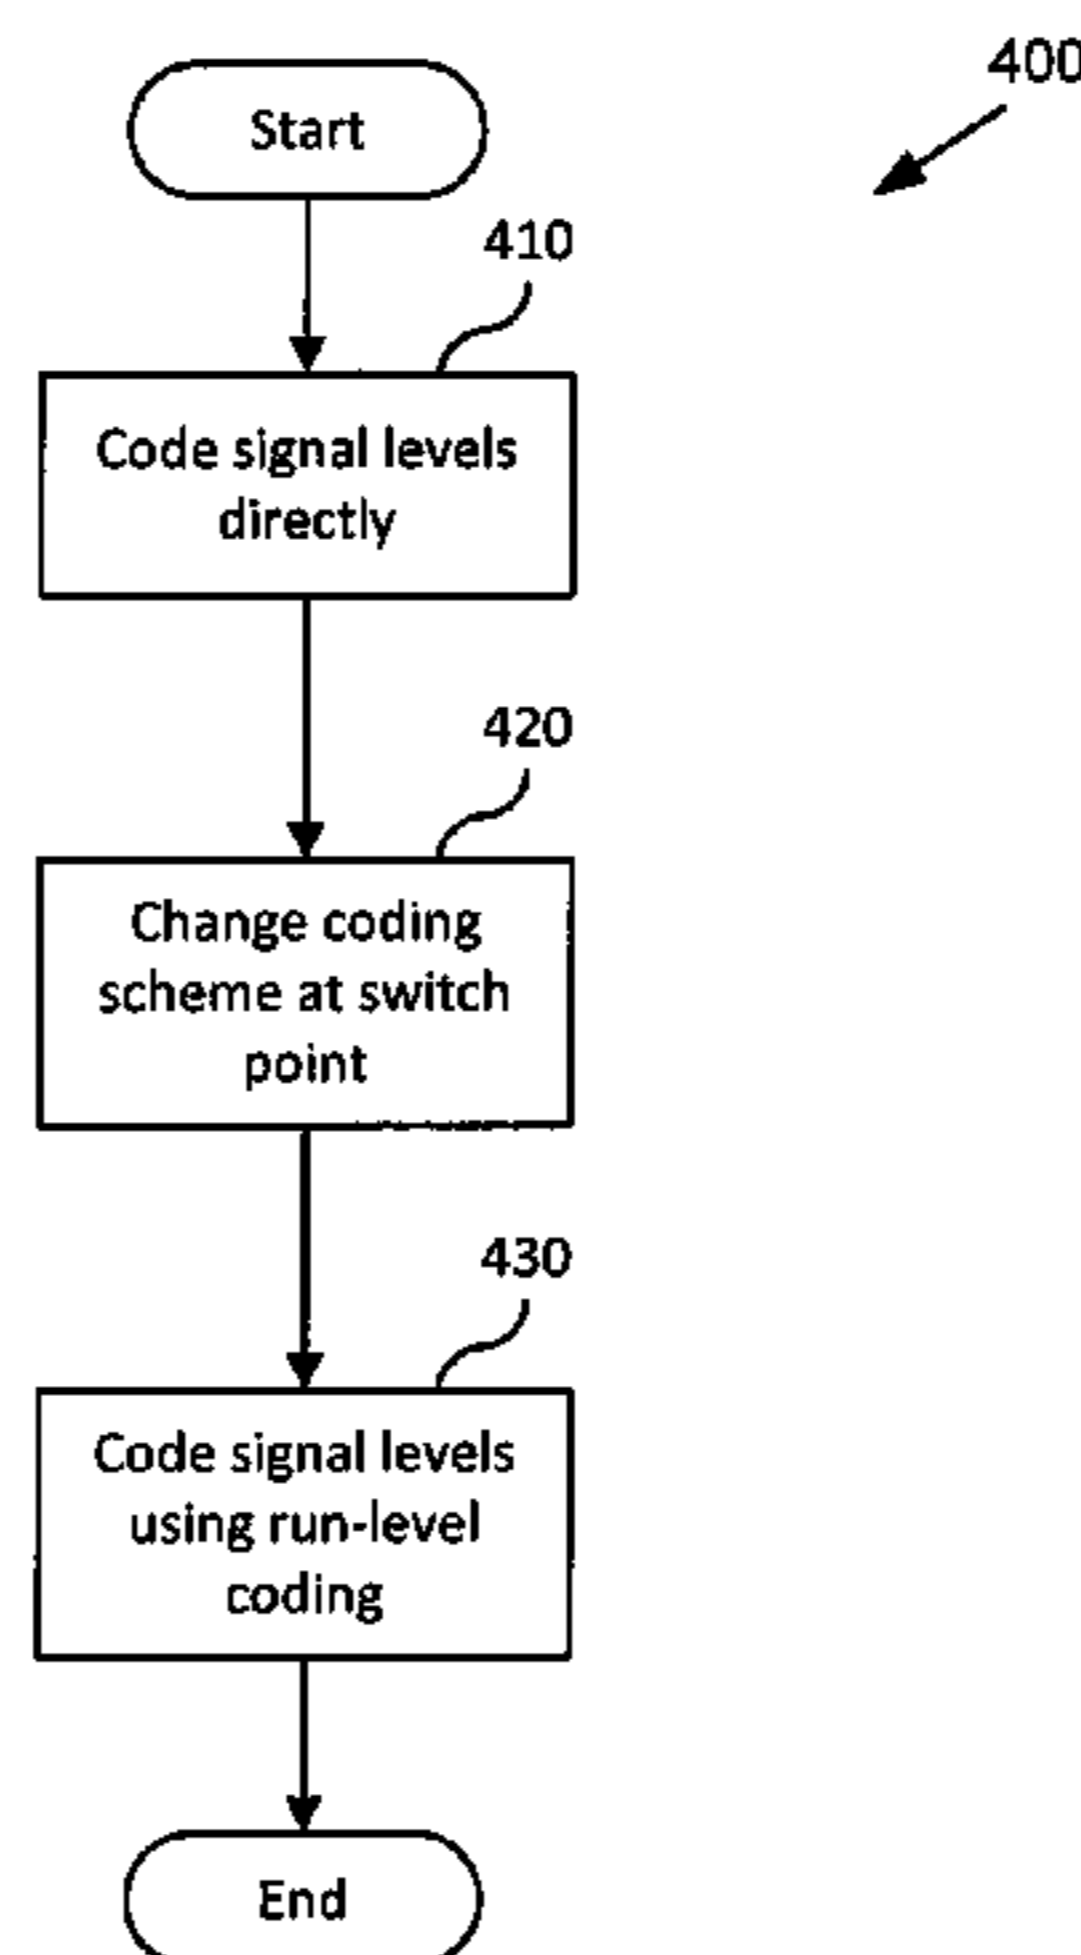 400
Start
410
Code signal levels
directly
420
Change coding
scheme at switch
point
430
Code signal levels
using run-level
coding
End